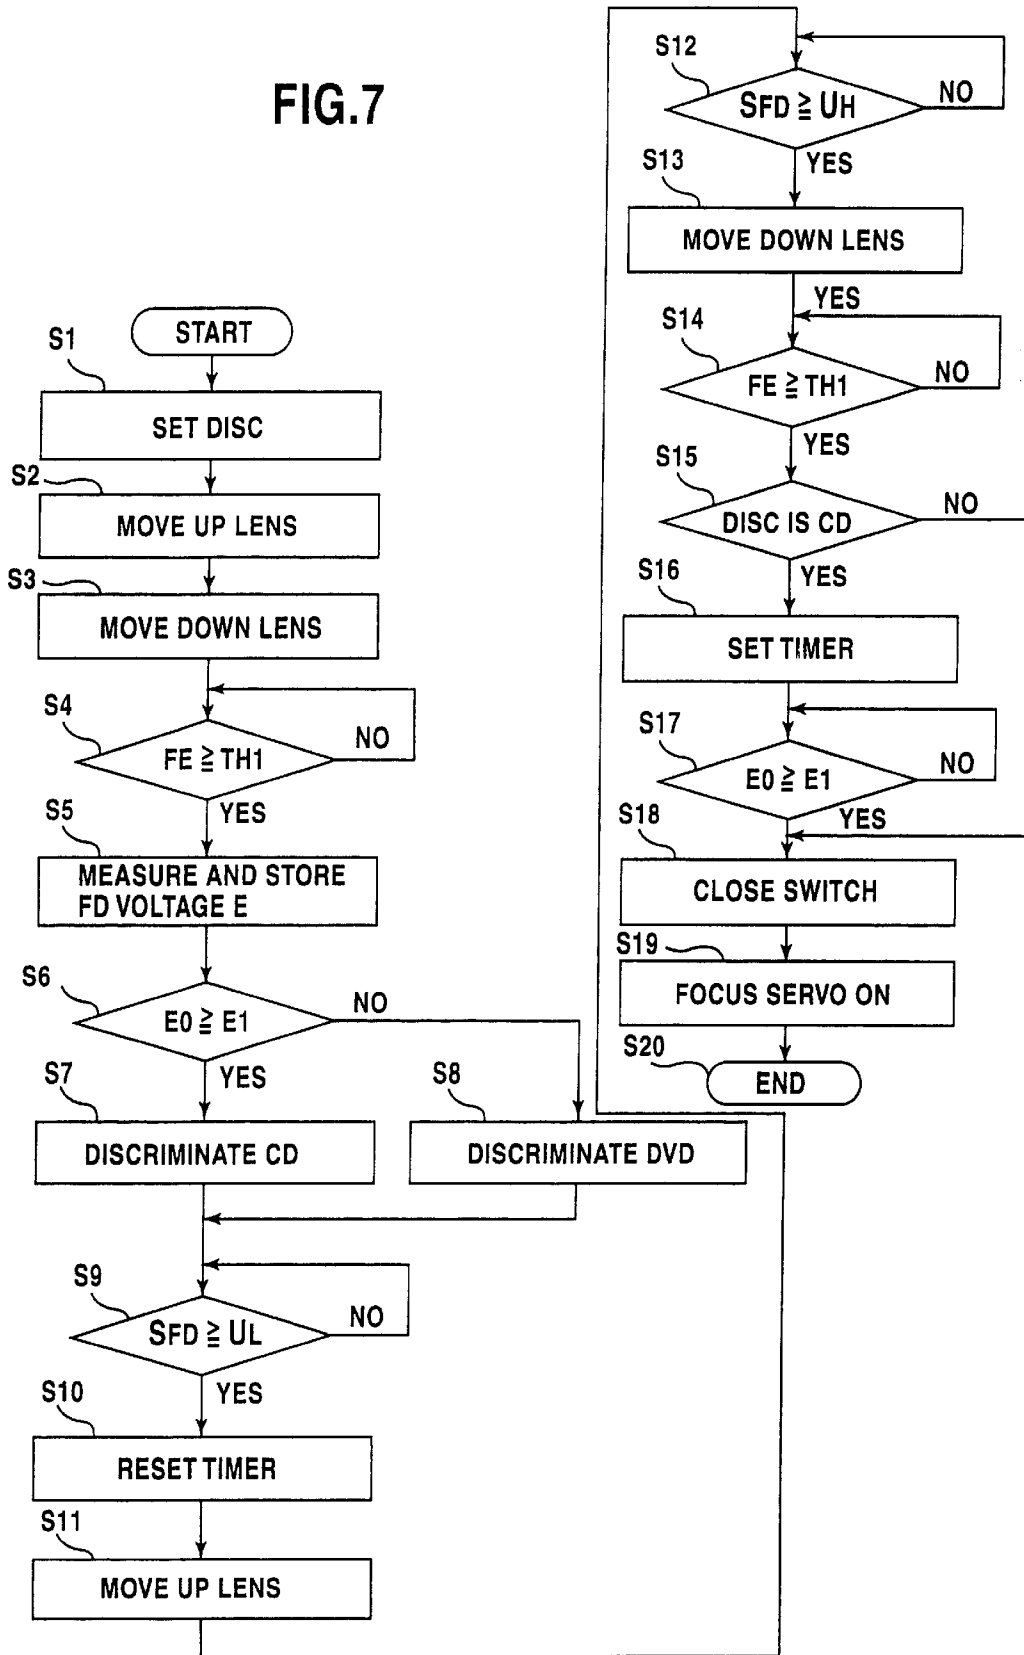 FIG.7
START
S1
SET DISC
S2
MOVE UP LENS
S3
MOVE DOWN LENS
S4
FE ≧ TH1
NO
YES
S5
MEASURE AND STORE
FD VOLTAGE E
S6
E0 ≧ E1
NO
YES
S7
DISCRIMINATE CD
S8
DISCRIMINATE DVD
S9
SFD ≧ UL
NO
YES
S10
RESET TIMER
S11
MOVE UP LENS
S12
SFD ≧ UH
NO
YES
S13
MOVE DOWN LENS
YES
S14
FE ≧ TH1
NO
YES
S15
DISC IS CD
NO
YES
S16
SET TIMER
S17
E0 ≧ E1
NO
YES
S18
CLOSE SWITCH
S19
FOCUS SERVO ON
S20
END